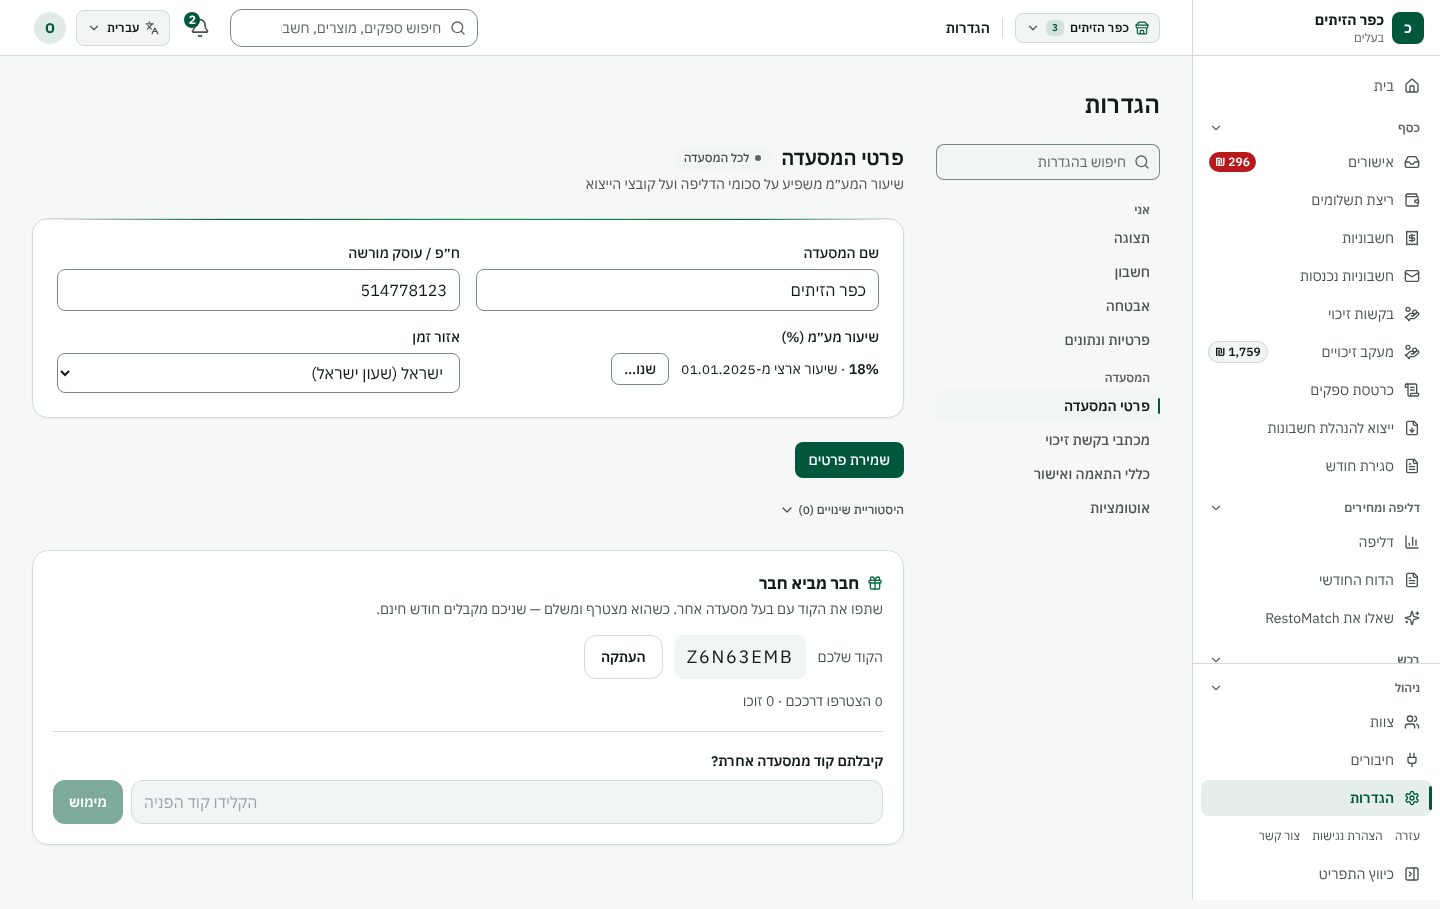 כ
כפר הזיתים
בעלים
כפר הזיתים 3
הגדרות
חיפוש ספקים, מוצרים, חשב
2
עברית
O
בית
כסף
אישורים
296 ₪
ריצת תשלומים
חשבוניות
חשבוניות נכנסות
בקשות זיכוי
מעקב זיכויים
1,759 ₪
כרטסת ספקים
ייצוא להנהלת חשבונות
סגירת חודש
דליפה ומחירים
דליפה
הדוח החודשי
שאלו את RestoMatch
רכש
ניהול
צוות
חיבורים
הגדרות
עזרה
הצהרת נגישות
צור קשר
כיווץ התפריט
הגדרות
חיפוש בהגדרות
אני
תצוגה
חשבון
אבטחה
פרטיות ונתונים
המסעדה
פרטי המסעדה
מכתבי בקשת זיכוי
כללי התאמה ואישור
אוטומציות
פרטי המסעדה
לכל המסעדה
שיעור המע״מ משפיע על סכומי הדליפה ועל קובצי הייצוא
שם המסעדה
כפר הזיתים
ח״פ / עוסק מורשה
514778123
שיעור מע״מ (%)
18% · שיעור ארצי מ-01.01.2025
שנו...
אזור זמן
ישראל (שעון ישראל)
שמירת פרטים
היסטוריית שינויים (0)
חבר מביא חבר
שתפו את הקוד עם בעל מסעדה אחר. כשהוא מצטרף ומשלם — שניכם מקבלים חודש חינם.
הקוד שלכם
Z6N63EMB
העתקה
0 הצטרפו דרככם · 0 זוכו
קיבלתם קוד ממסעדה אחרת?
הקלידו קוד הפניה
מימוש